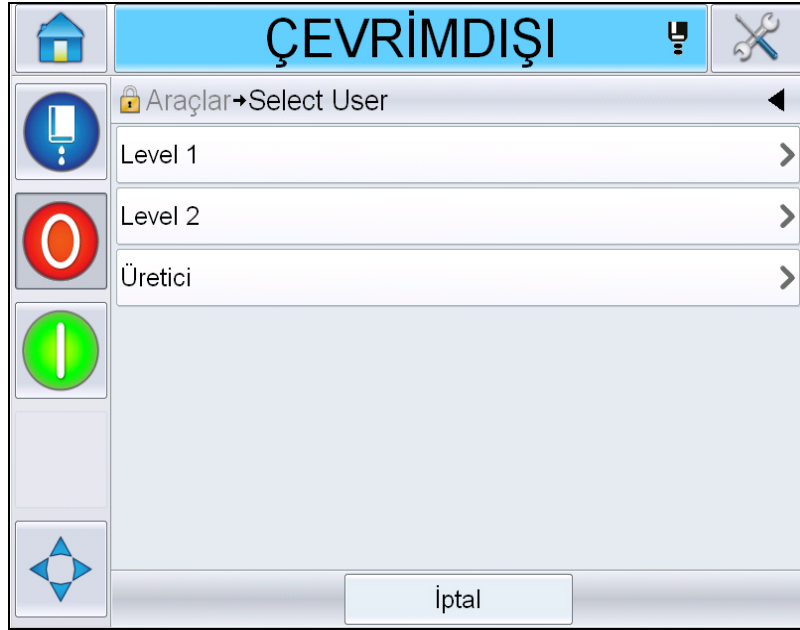 ÇEVRİMDIŞI
Araçlar→Select User
Level 1
Level 2
Üretici
İptal